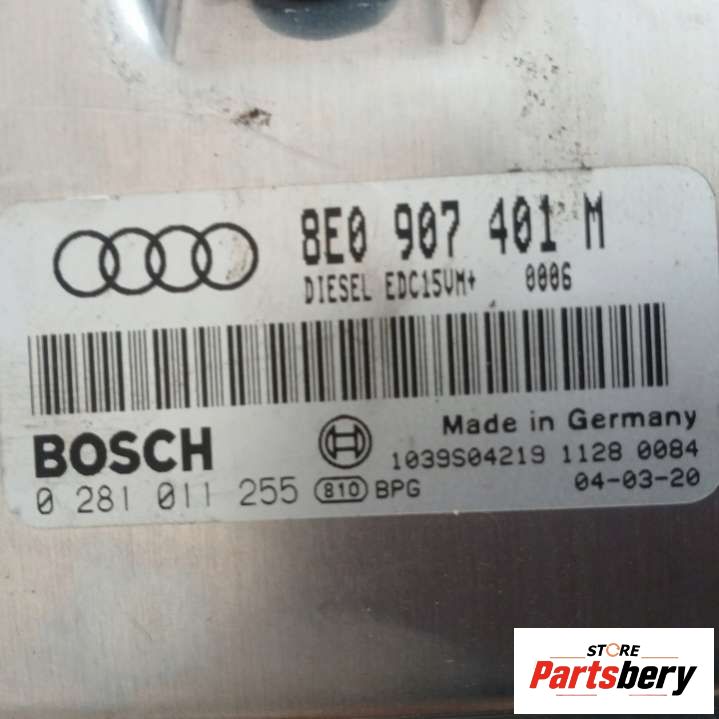 8E0 907 401 M
DIESEL EDC15VM+ 0006
BOSCH
Made in Germany
1039S04219 1128 0084
0 281 011 255 810 BPG
04-03-20
STORE
Partsbery